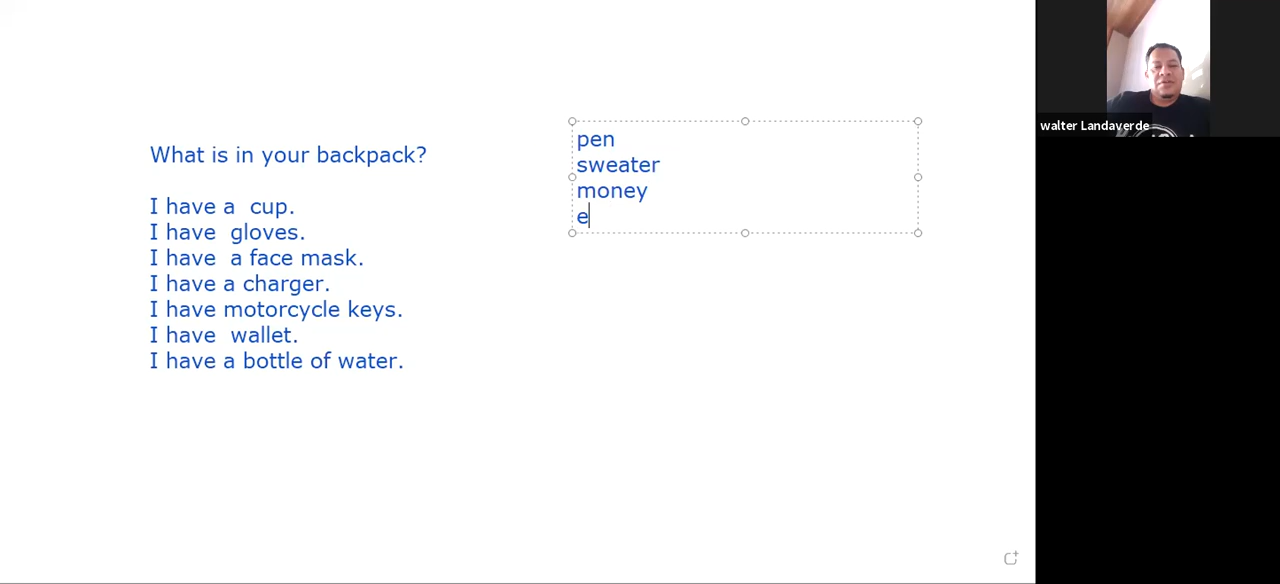 What is in your backpack?
I have a  cup.
I have  gloves.
I have  a face mask.
I have a charger.
I have motorcycle keys.
I have  wallet.
I have a bottle of water.
pen
sweater
money
e
walter Landaverde